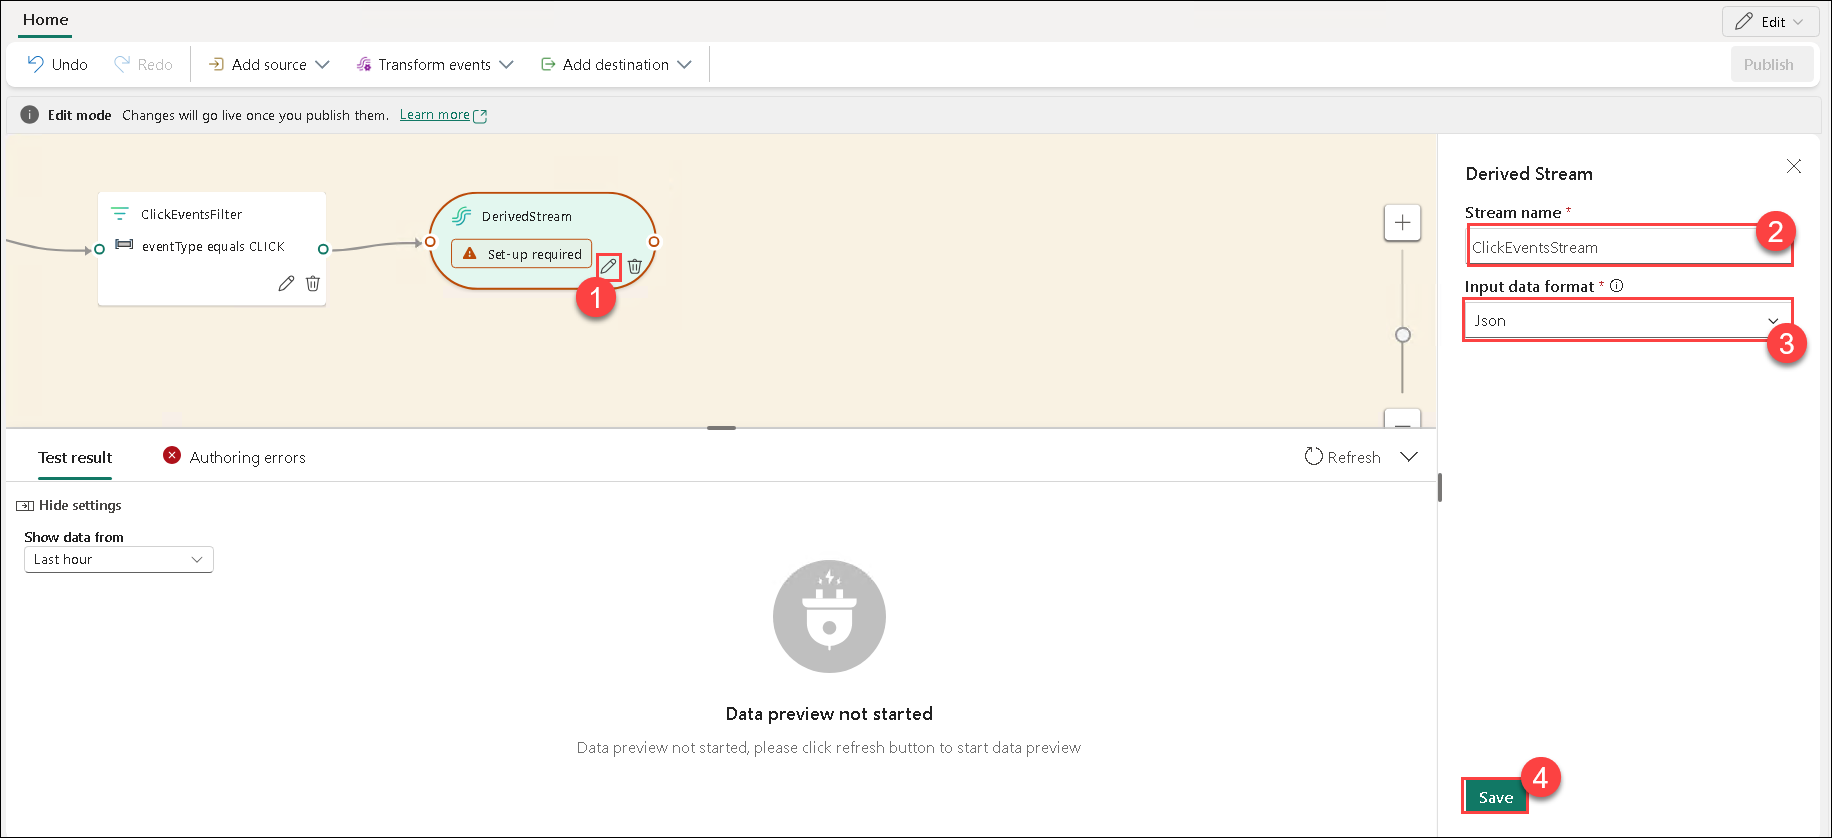 Home
Edit
Undo
Redo
Add source
Transform events
Add destination
Publish
Edit mode Changes will go live once you publish them. Learn more
ClickEventsFilter
eventType equals CLICK
DerivedStream
Set-up required
1
Derived Stream
Stream name *
2
ClickEventsStream
Input data format *
Json
3
Test result
Authoring errors
Refresh
Hide settings
Show data from
Last hour
Data preview not started
Data preview not started, please click refresh button to start data preview
4
Save